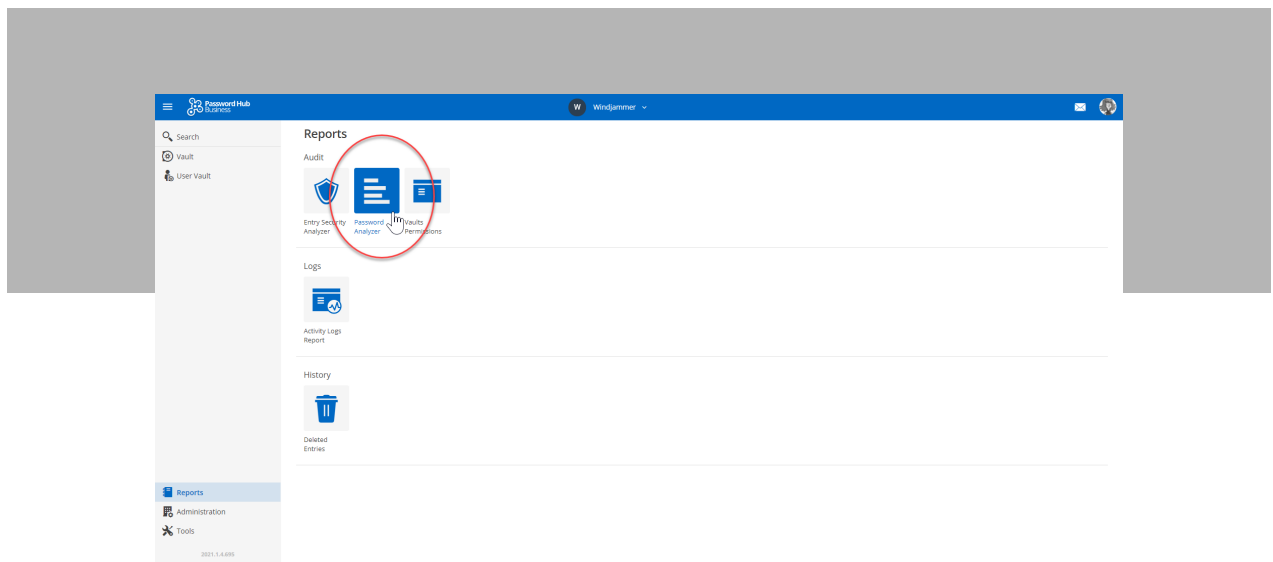 Password Hub
Business
W Windjammer
Search
Vault
User Vault
Reports
Audit
Entry Security
Analyzer
Password
Analyzer
Vaults
Permissions
Logs
Activity Logs
Report
History
Deleted
Entries
Reports
Administration
Tools
2021.1.4.695